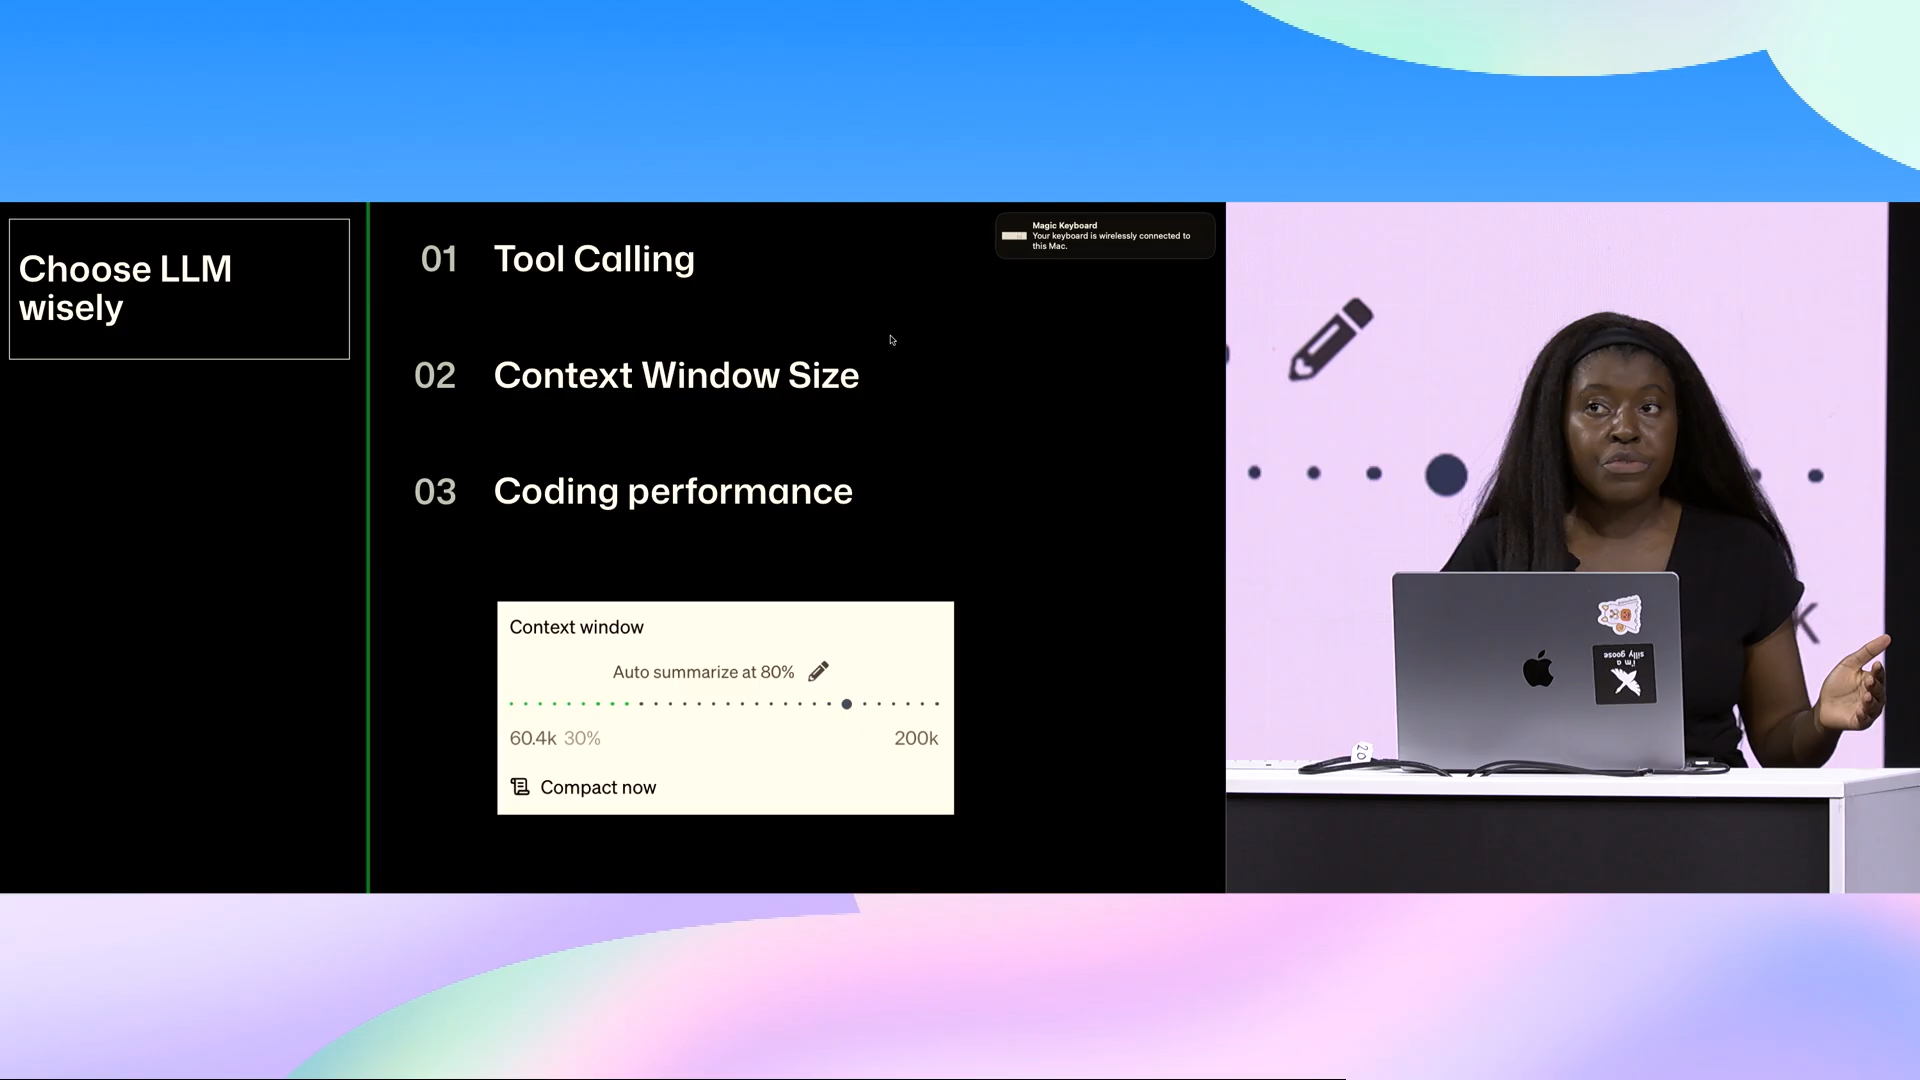 Choose LLM
wisely
01 Tool Calling
02 Context Window Size
03 Coding performance
Magic Keyboard
Your keyboard is wirelessly connected to
this Mac.
Context window
Auto summarize at 80%
60.4k 30% 200k
Compact now
i'm a
silly goose
20
K